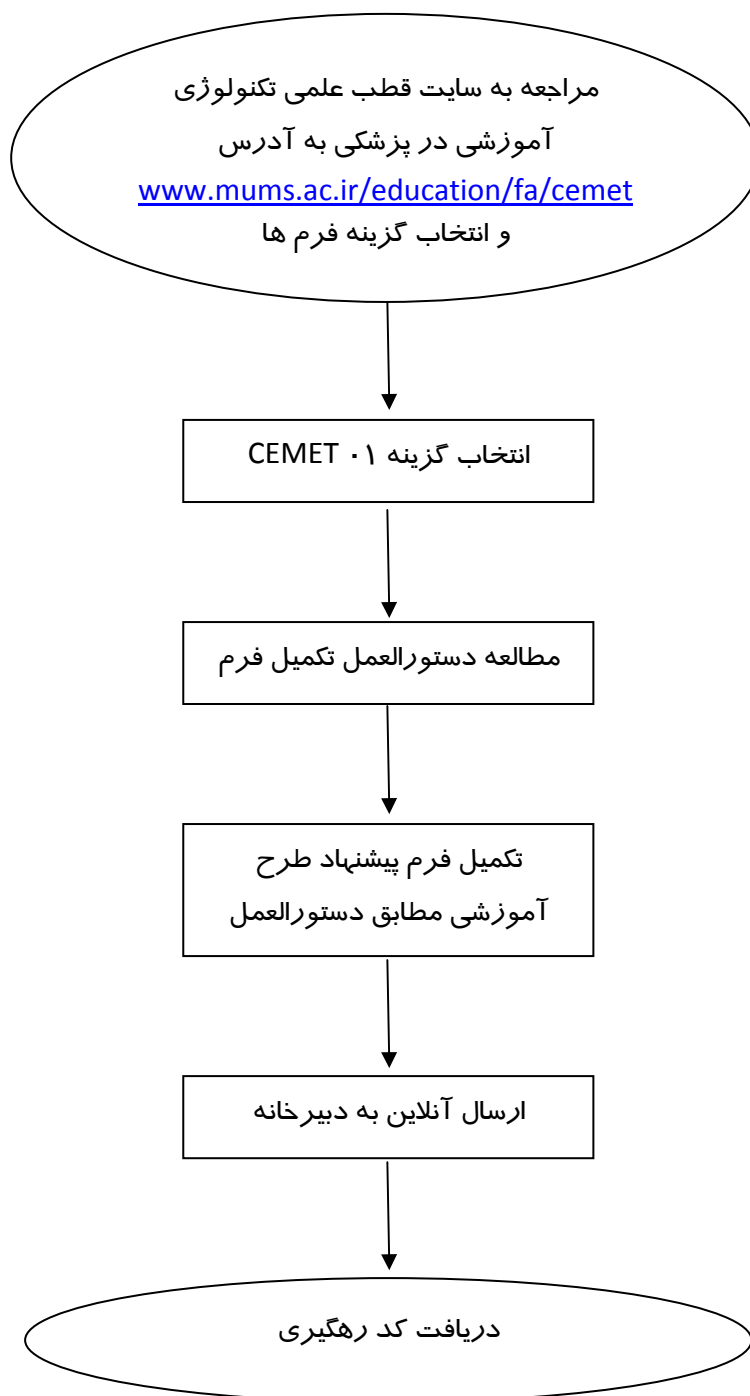 مراجعه به سایت قطب علمی تکنولوژی
آموزشی در پزشکی به آدرس
www.mums.ac.ir/education/fa/cemet
و انتخاب گزینه فرم ها
انتخاب گزینه CEMET ۰۱
مطالعه دستورالعمل تکمیل فرم
تکمیل فرم پیشنهاد طرح
آموزشی مطابق دستورالعمل
ارسال آنلاین به دبیرخانه
دریافت کد رهگیری